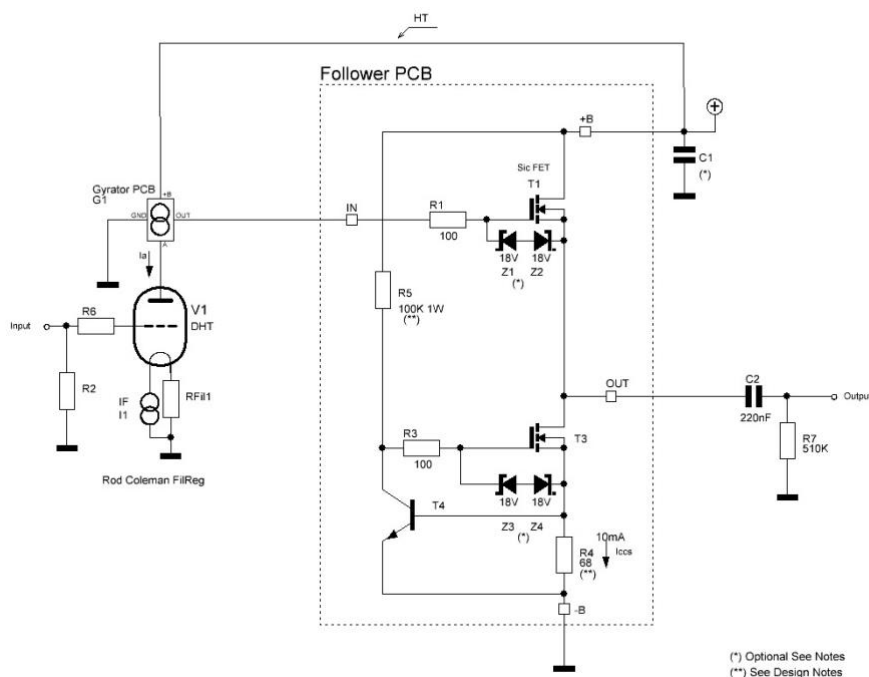 HT
Follower PCB
+B
Sic FET
T1
C1
(*)
Gyrator PCB
G1
+B
GND
OUT
A
IN
R1
100
18V
18V
Z1
Z2
(*)
Ia
R5
100K 1W
(**)
V1
DHT
Input
R6
R2
IF
I1
RFil1
Rod Coleman FilReg
OUT
C2
220nF
Outpu
R7
510K
R3
100
T3
18V
18V
Z3
Z4
(*)
T4
10mA
Iccs
R4
68
(**)
-B
(*) Optional See Notes
(**) See Design Notes